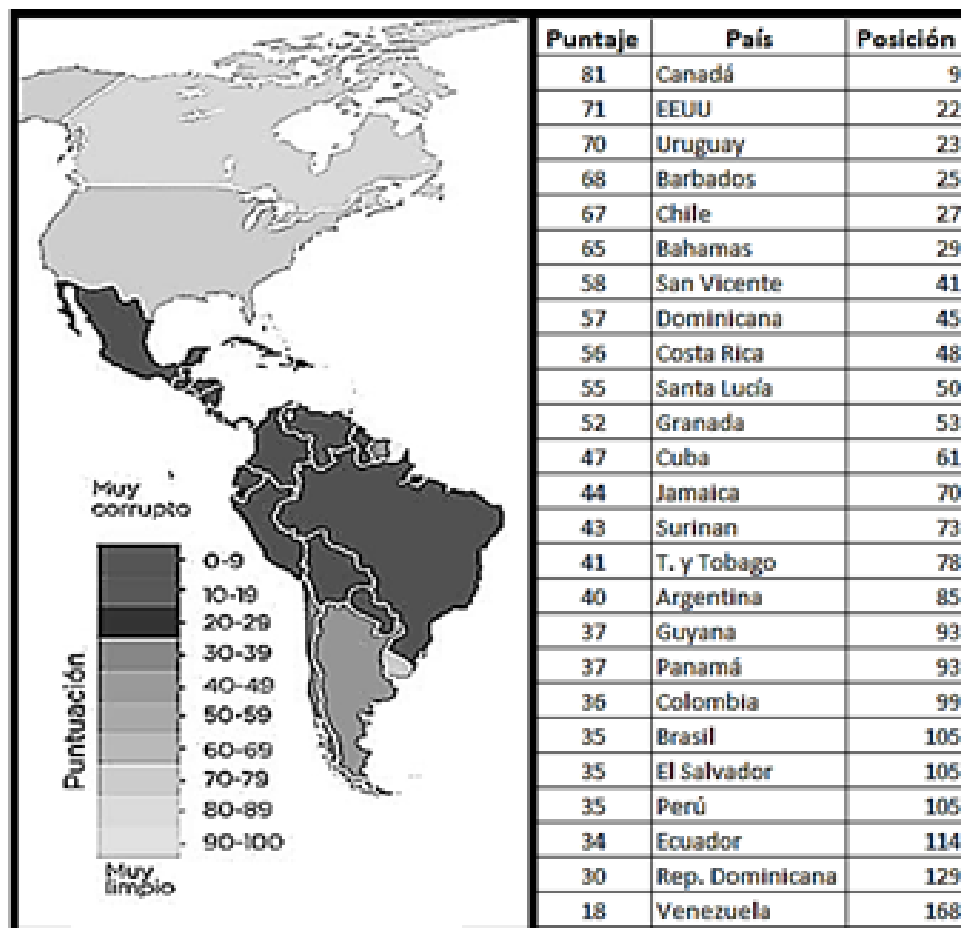 Muy
corrupto
0-9
10-19
20-29
30-39
40-49
50-59
60-69
70-79
80-89
90-100
Puntuación
Muy
limpio
Puntaje País Posición
81 Canadá 9
71 EEUU 22
70 Uruguay 23
68 Barbados 25
67 Chile 27
65 Bahamas 29
58 San Vicente 41
57 Dominicana 45
56 Costa Rica 48
55 Santa Lucía 50
52 Granada 53
47 Cuba 61
44 Jamaica 70
43 Surinan 73
41 T. y Tobago 78
40 Argentina 85
37 Guyana 93
37 Panamá 93
36 Colombia 99
35 Brasil 105
35 El Salvador 105
35 Perú 105
34 Ecuador 114
30 Rep. Dominicana 129
18 Venezuela 168